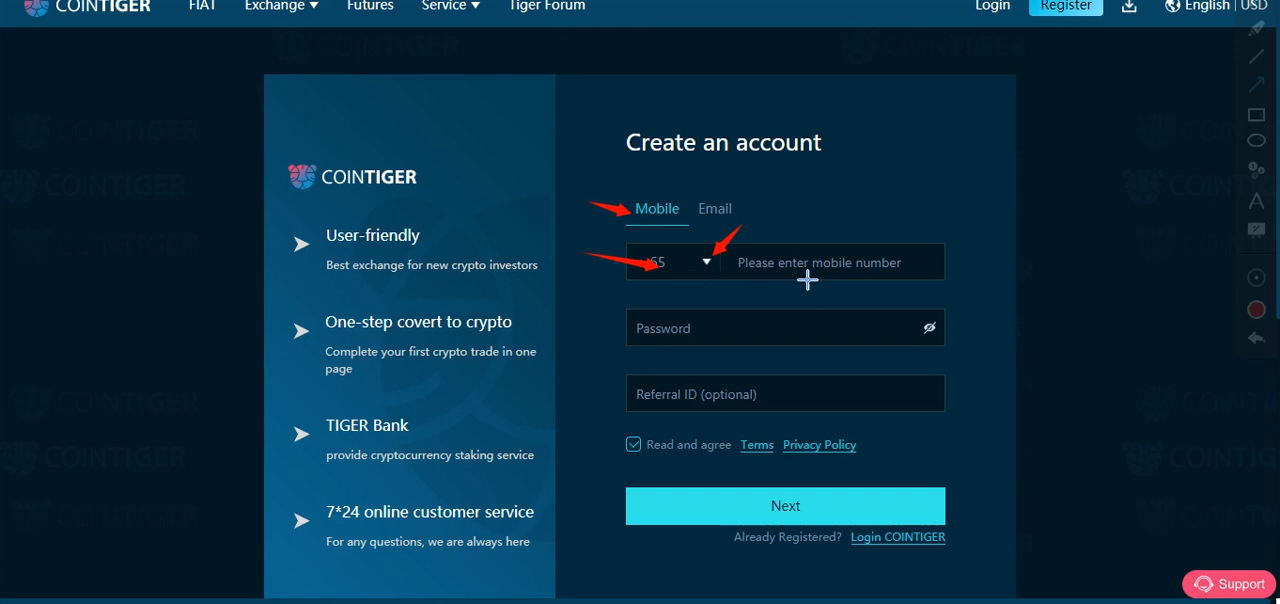 COINTIGER FIAT Exchange Futures Service Tiger Forum Login Register English | USD
COINTIGER
Create an account
Mobile Email
65 Please enter mobile number
Password
Referral ID (optional)
Read and agree Terms Privacy Policy
Next
Already Registered? Login COINTIGER
User-friendly
Best exchange for new crypto investors
One-step covert to crypto
Complete your first crypto trade in one
page
TIGER Bank
provide cryptocurrency staking service
7*24 online customer service
For any questions, we are always here
Support